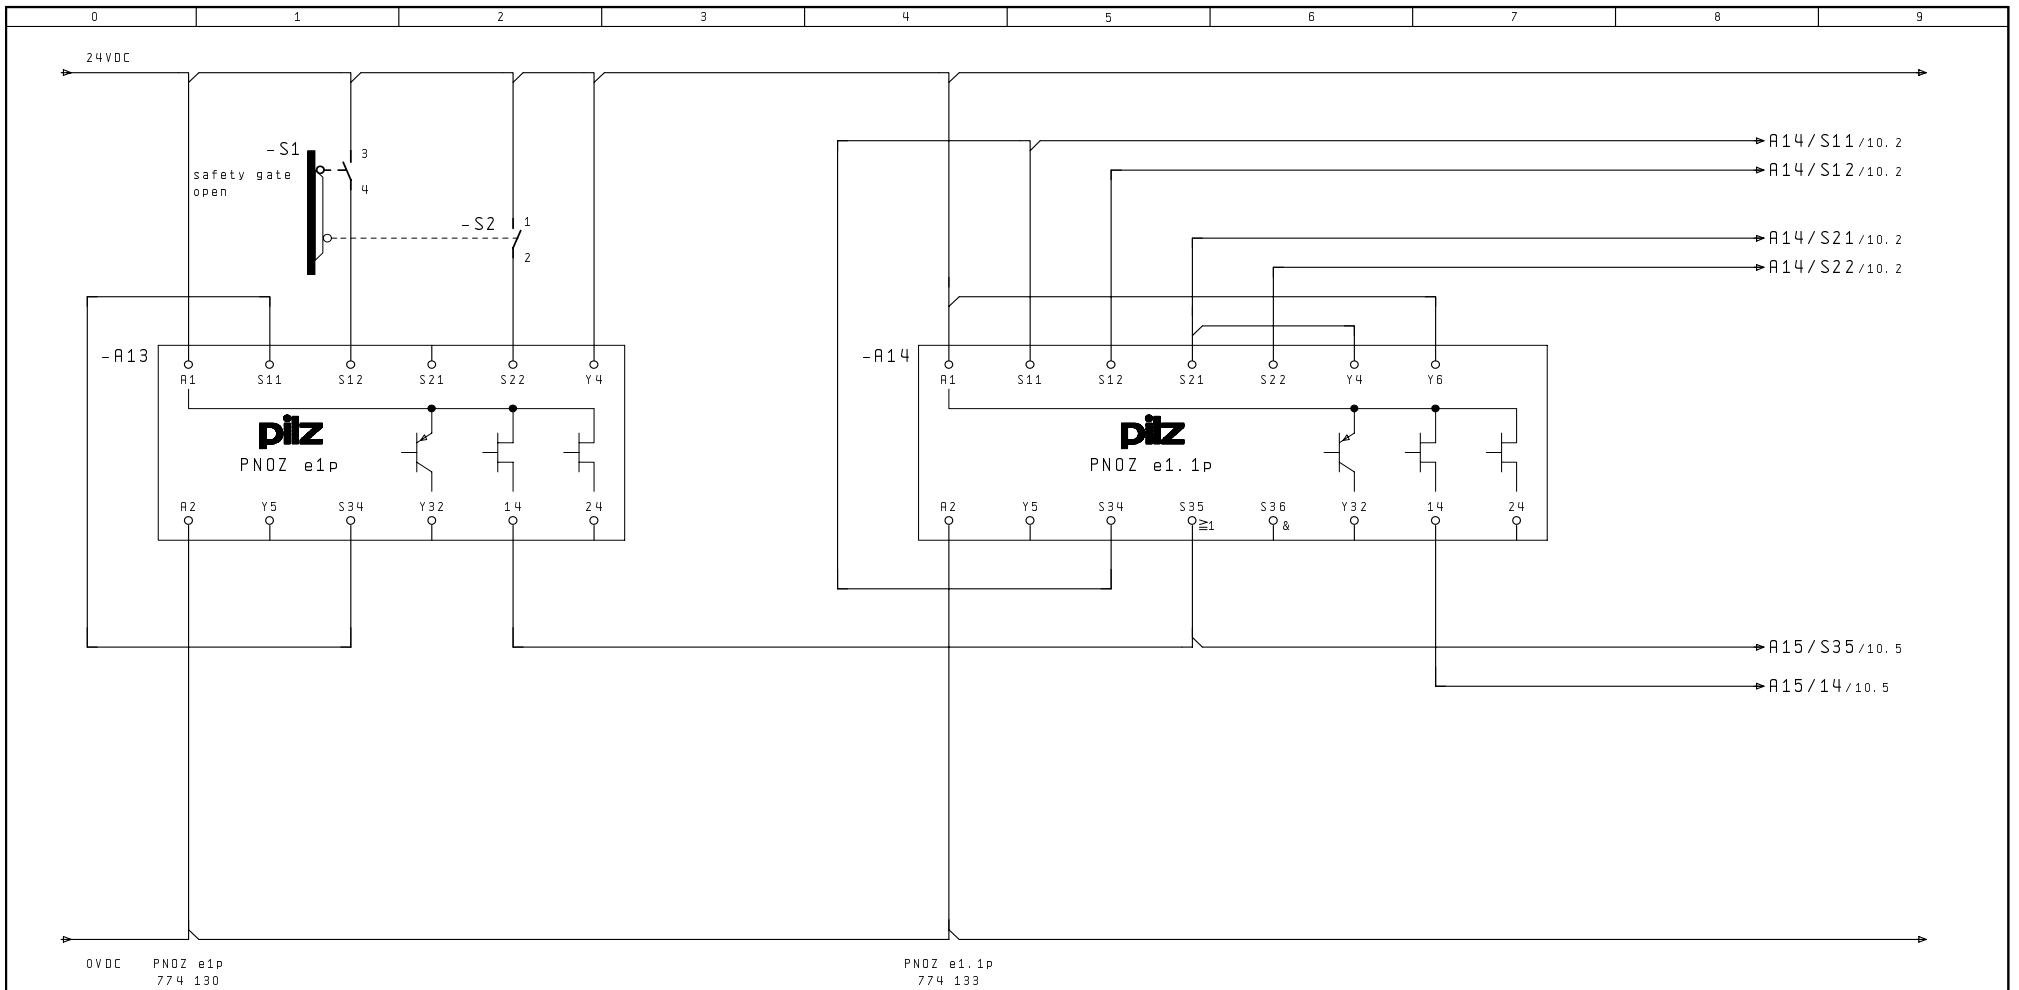 0 1 2 3 4 5 6 7 8 9
24VDC
-S1
3
safety gate
open
4
-S2
1
2
A14/S11/10.2
A14/S12/10.2
A14/S21/10.2
A14/S22/10.2
-A13
A1 S11 S12 S21 S22 Y4
pilz
PNOZ e1p
A2 Y5 S34 Y32 14 24
-A14
A1 S11 S12 S21 S22 Y4 Y6
pilz
PNOZ e1.1p
A2 Y5 S34 S35 S36 Y32 14 24
≧1 &
A15/S35/10.5
A15/14/10.5
0VDC
PNOZ e1p
774 130
PNOZ e1.1p
774 133